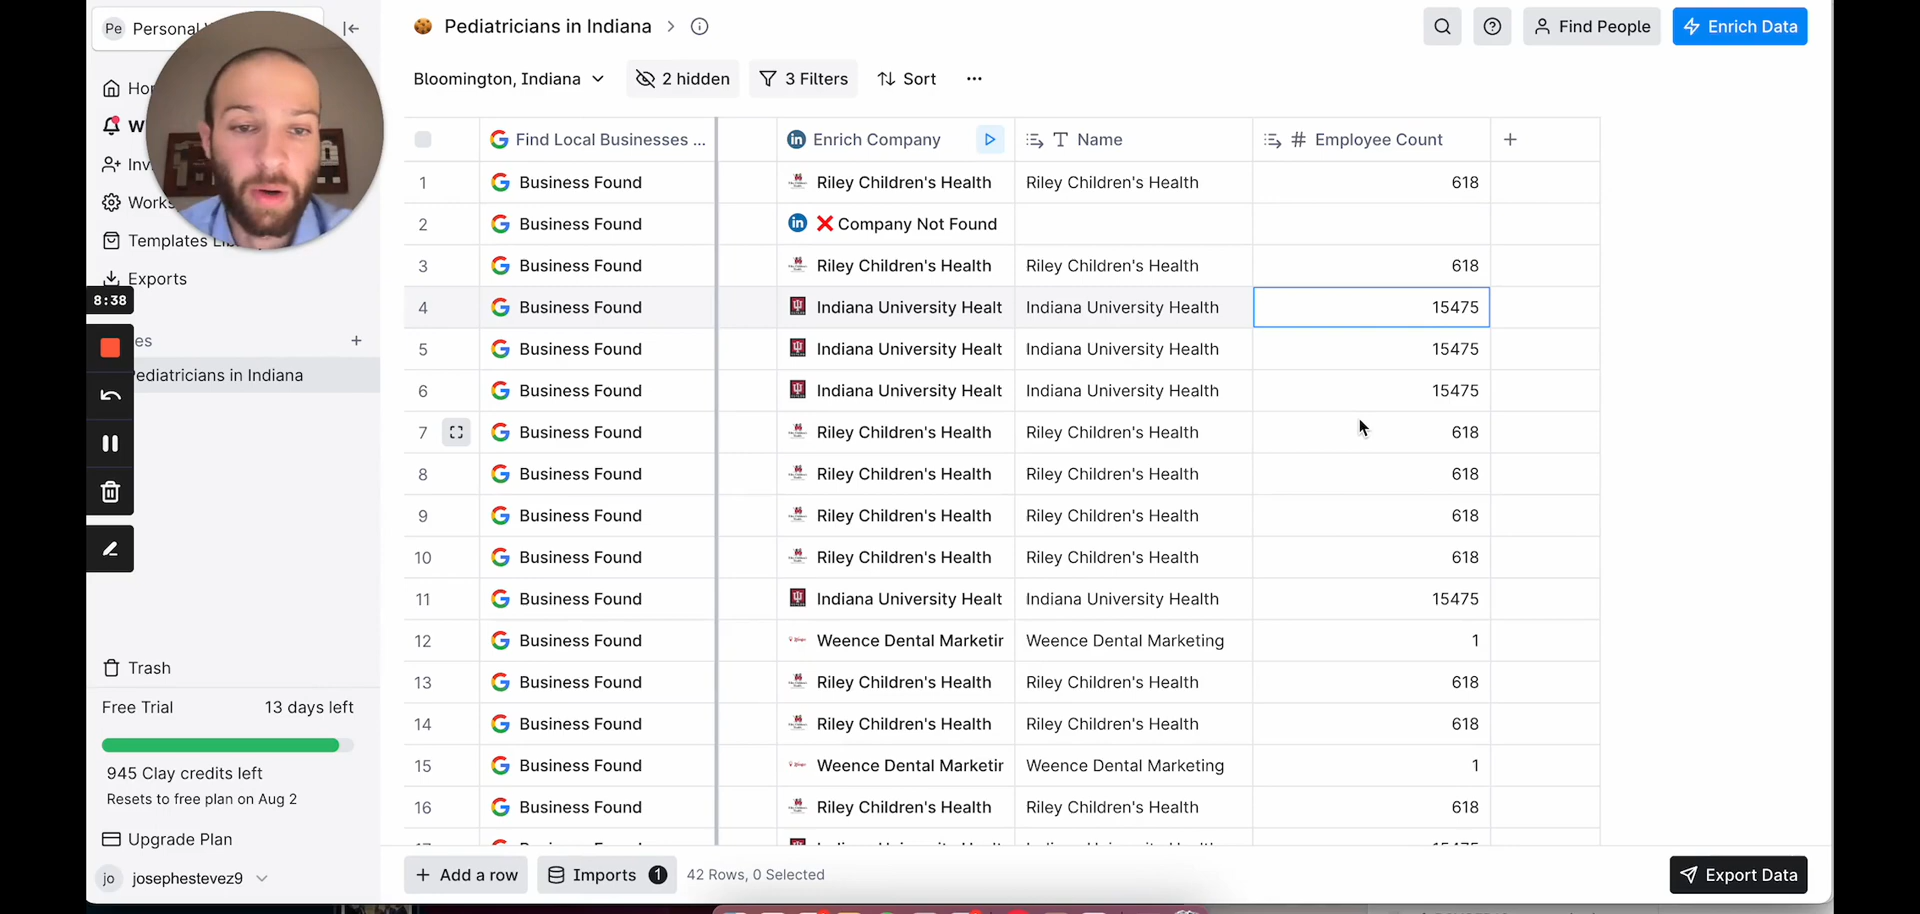 Pe Personal
Pediatricians in Indiana
Find People
Enrich Data
Bloomington, Indiana
2 hidden
3 Filters
Sort
Find Local Businesses ...
Enrich Company
Name
# Employee Count
1 Business Found Riley Children's Health Riley Children's Health 618
2 Business Found in ❌ Company Not Found
3 Business Found Riley Children's Health Riley Children's Health 618
4 Business Found Indiana University Healt Indiana University Health 15475
5 Business Found Indiana University Healt Indiana University Health 15475
6 Business Found Indiana University Healt Indiana University Health 15475
7 Business Found Riley Children's Health Riley Children's Health 618
8 Business Found Riley Children's Health Riley Children's Health 618
9 Business Found Riley Children's Health Riley Children's Health 618
10 Business Found Riley Children's Health Riley Children's Health 618
11 Business Found Indiana University Healt Indiana University Health 15475
12 Business Found Weence Dental Marketir Weence Dental Marketing 1
13 Business Found Riley Children's Health Riley Children's Health 618
14 Business Found Riley Children's Health Riley Children's Health 618
15 Business Found Weence Dental Marketir Weence Dental Marketing 1
16 Business Found Riley Children's Health Riley Children's Health 618
Templates
Exports
8:38
Pediatricians in Indiana
Trash
Free Trial 13 days left
945 Clay credits left
Resets to free plan on Aug 2
Upgrade Plan
jo josephestevez9
+ Add a row
Imports 1
42 Rows, 0 Selected
Export Data